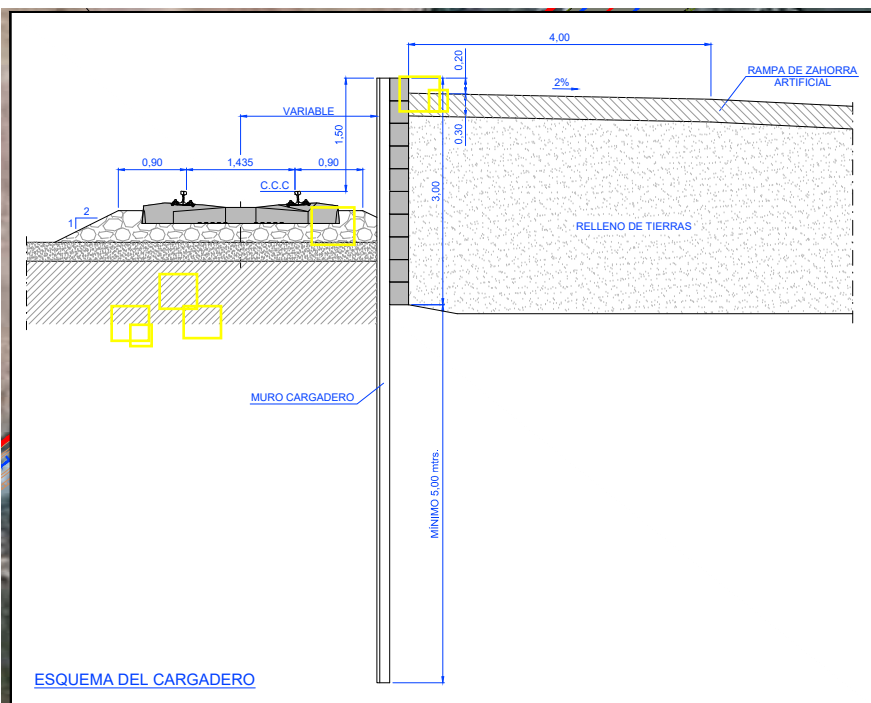 4,00
0,20
2%
RAMPA DE ZAHORRA
ARTIFICIAL
VARIABLE
1,50
0,30
0,90
1,435
0,90
C.C.C
2
1
3,00
RELLENO DE TIERRAS
MURO CARGADERO
MÍNIMO 5,00 mtrs.
ESQUEMA DEL CARGADERO